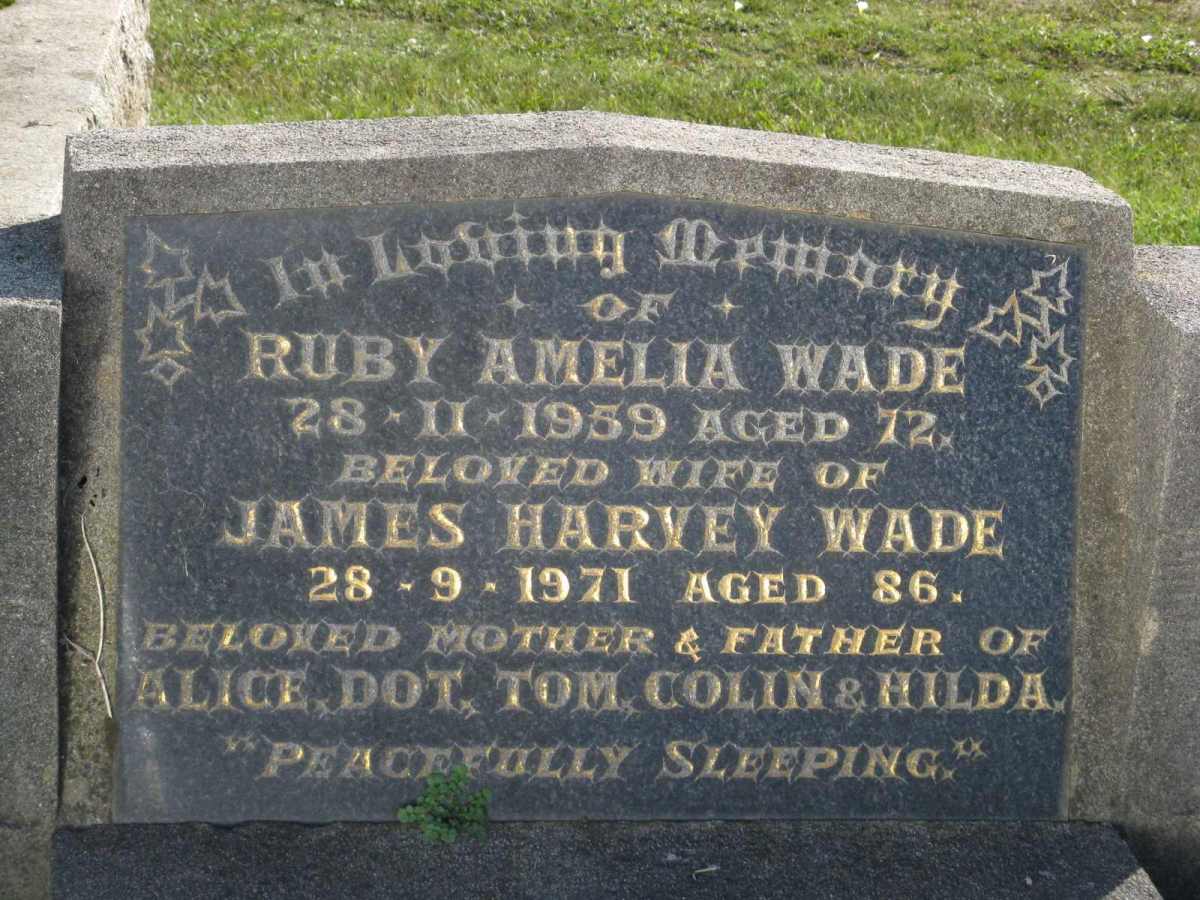 In Loving Memory
OF
RUBY AMELIA WADE
28 - 11 - 1959 AGED 72.
BELOVED WIFE OF
JAMES HARVEY WADE
28 - 9 - 1971 AGED 86.
BELOVED MOTHER & FATHER OF
ALICE, DOT, TOM, COLIN & HILDA.
"PEACEFULLY SLEEPING."